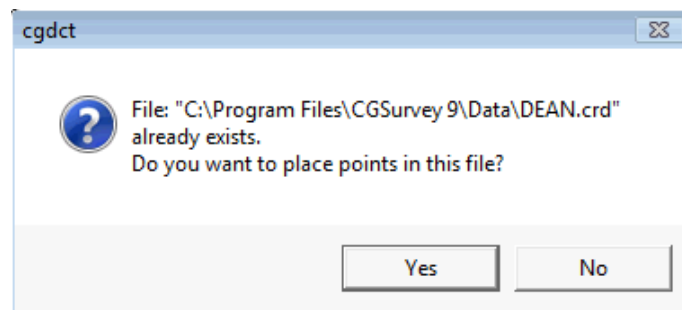 cgdct
File: "C:\Program Files\CGSurvey 9\Data\DEAN.crd"
already exists.
Do you want to place points in this file?
Yes
No